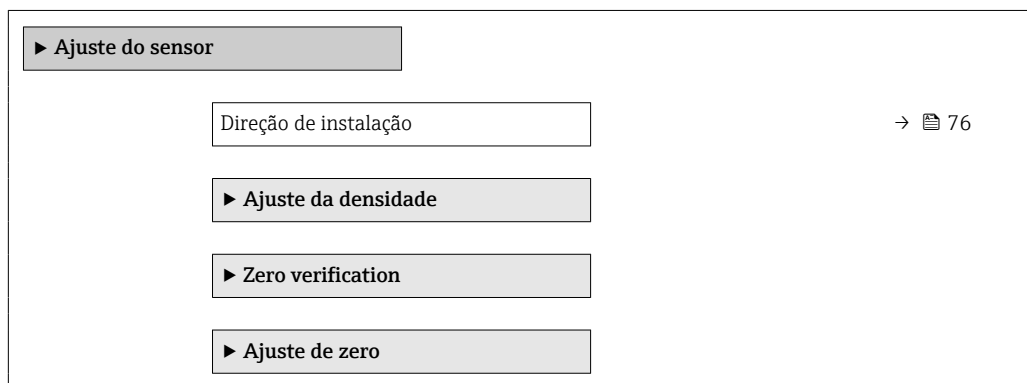 ▶ Ajuste do sensor
Direção de instalação → 76
▶ Ajuste da densidade
▶ Zero verification
▶ Ajuste de zero